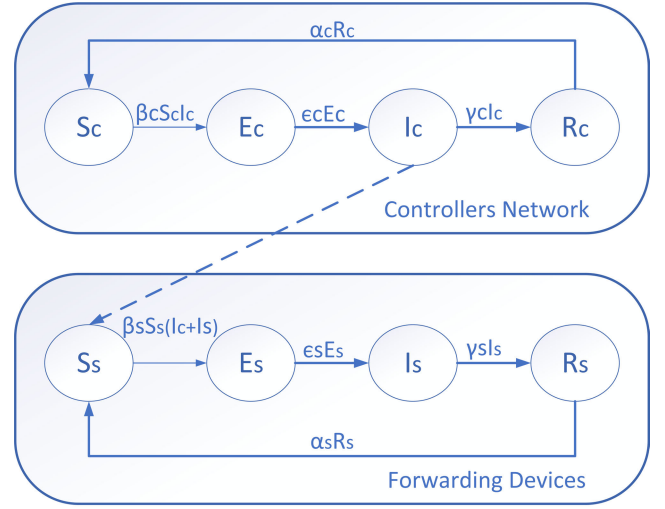 αcRc
βcScIc
ϵcEc
γcIc
Sc
Ec
Ic
Rc
Controllers Network
βsSs(Ic+Is)
ϵsEs
γsIs
Ss
Es
Is
Rs
αsRs
Forwarding Devices